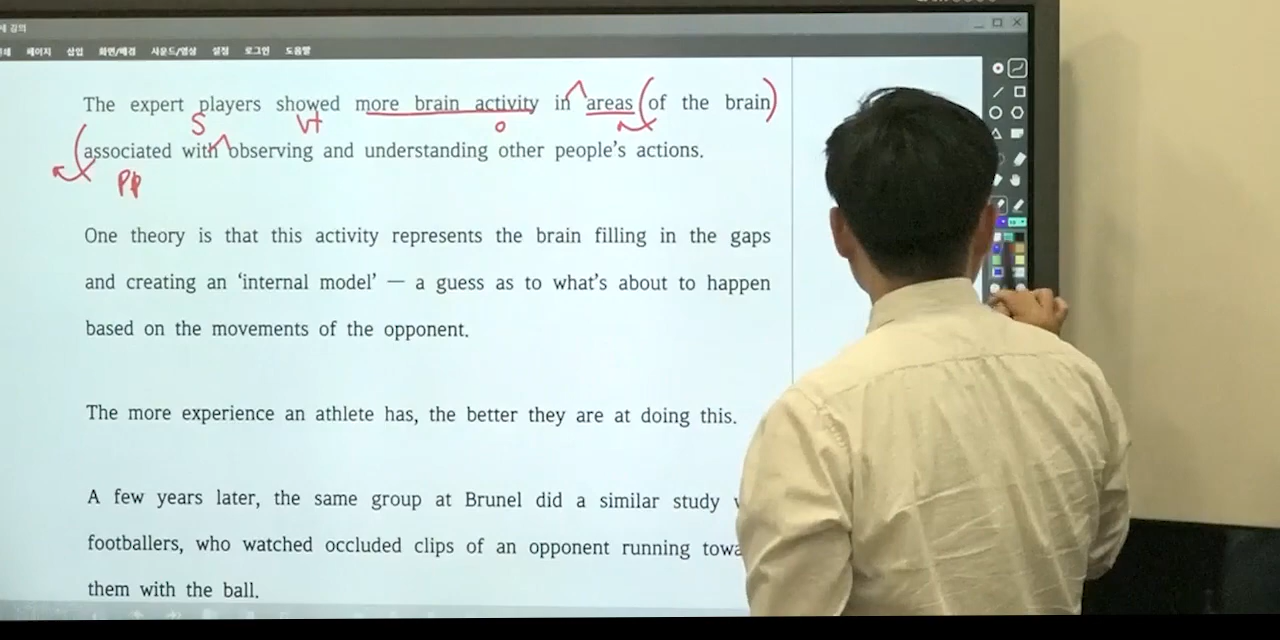 세 강의
페이지 삽입 화면/배경 사운드/영상 설정 로그인 도움말
The expert players showed more brain activity in areas (of the brain)
S Vt O
(associated with observing and understanding other people's actions.
PP
One theory is that this activity represents the brain filling in the gaps
and creating an ‘internal model’ — a guess as to what's about to happen
based on the movements of the opponent.
The more experience an athlete has, the better they are at doing this.
A few years later, the same group at Brunel did a similar study
footballers, who watched occluded clips of an opponent running
them with the ball.